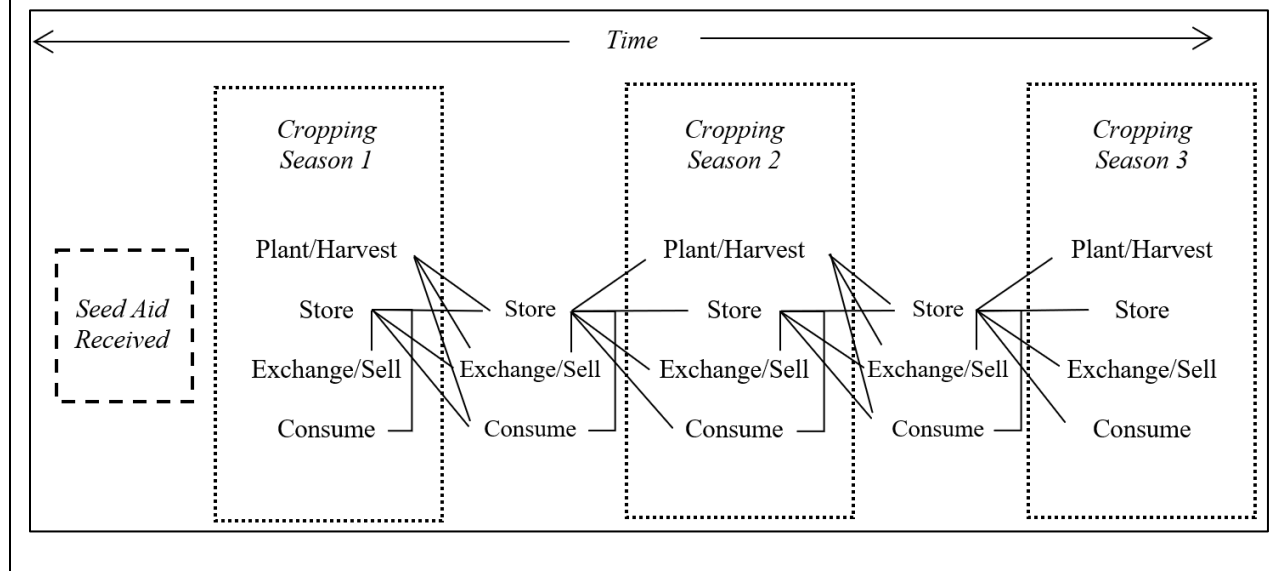 Time
Cropping
Season 1
Cropping
Season 2
Cropping
Season 3
Seed Aid
Received
Plant/Harvest
Store
Exchange/Sell
Consume
Store
Exchange/Sell
Consume
Plant/Harvest
Store
Exchange/Sell
Consume
Store
Exchange/Sell
Consume
Plant/Harvest
Store
Exchange/Sell
Consume